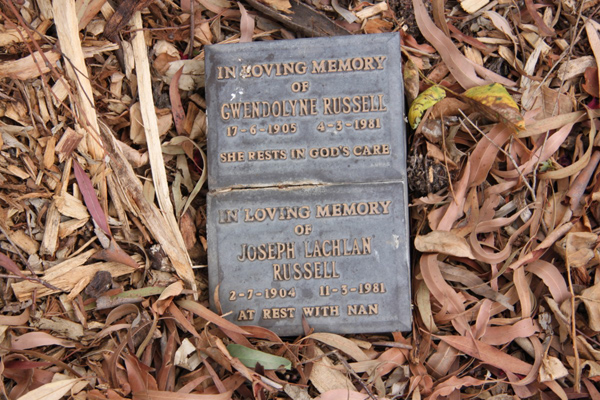 IN LOVING MEMORY
OF
GWENDOLYNE RUSSELL
17-6-1905 4-3-1981
SHE RESTS IN GOD'S CARE
IN LOVING MEMORY
OF
JOSEPH LACHLAN
RUSSELL
2-7-1904 11-3-1981
AT REST WITH NAN